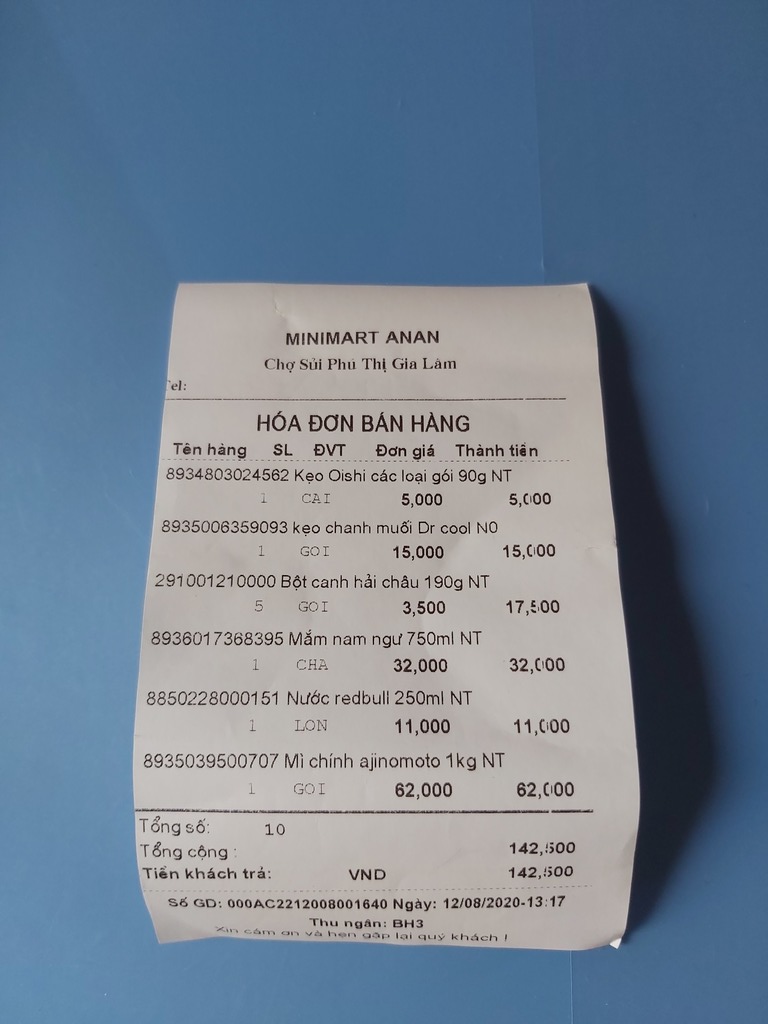 MINIMART ANAN
Chợ Sủi Phú Thị Gia Lâm
Tel:
HÓA ĐƠN BÁN HÀNG
Tên hàng SL ĐVT Đơn giá Thành tiền
8934803024562 Kẹo Oishi các loại gói 90g NT
1 CAI 5,000 5,000
8935006359093 kẹo chanh muối Dr cool N0
1 GOI 15,000 15,000
291001210000 Bột canh hải châu 190g NT
5 GOI 3,500 17,500
8936017368395 Mắm nam ngư 750ml NT
1 CHA 32,000 32,000
8850228000151 Nước redbull 250ml NT
1 LON 11,000 11,000
8935039500707 Mì chính ajinomoto 1kg NT
1 GOI 62,000 62,000
Tổng số: 10
Tổng cộng : 142,500
Tiền khách trả: VND 142,500
Số GD: 000AC2212008001640 Ngày: 12/08/2020-13:17
Thu ngân: BH3
Xin cảm ơn và hẹn gặp lại quý khách !